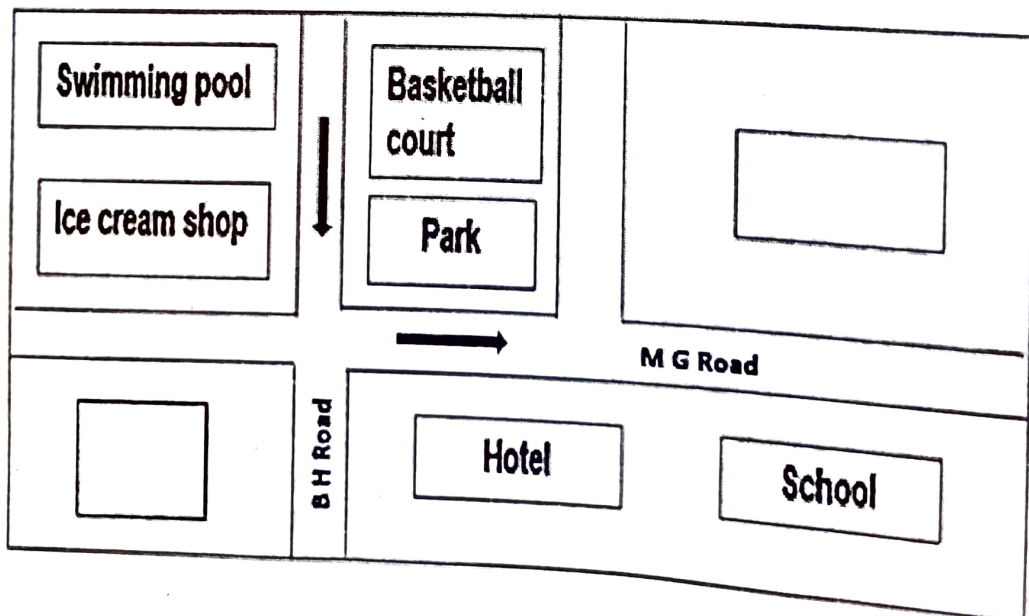 Swimming pool
Basketball
court
Ice cream shop
Park
M G Road
B H Road
Hotel
School